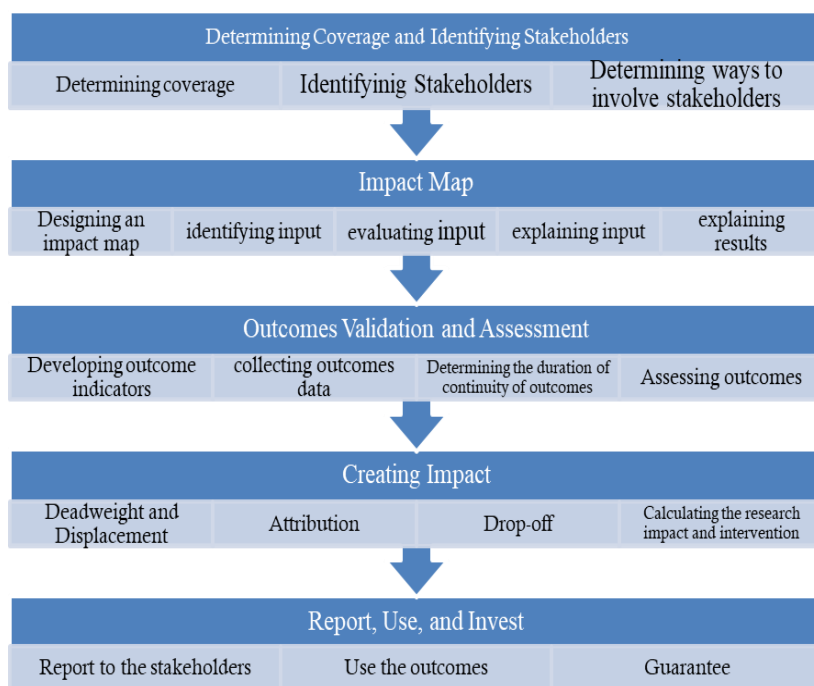 Determining Coverage and Identifying Stakeholders
Determining coverage
Identifyinig Stakeholders
Determining ways to
involve stakeholders
Impact Map
Designing an
impact map
identifying input
evaluating input
explaining input
explaining
results
Outcomes Validation and Assessment
Developing outcome
indicators
collecting outcomes
data
Determining the duration of
continuity of outcomes
Assessing outcomes
Creating Impact
Deadweight and
Displacement
Attribution
Drop-off
Calculating the research
impact and intervention
Report, Use, and Invest
Report to the stakeholders
Use the outcomes
Guarantee